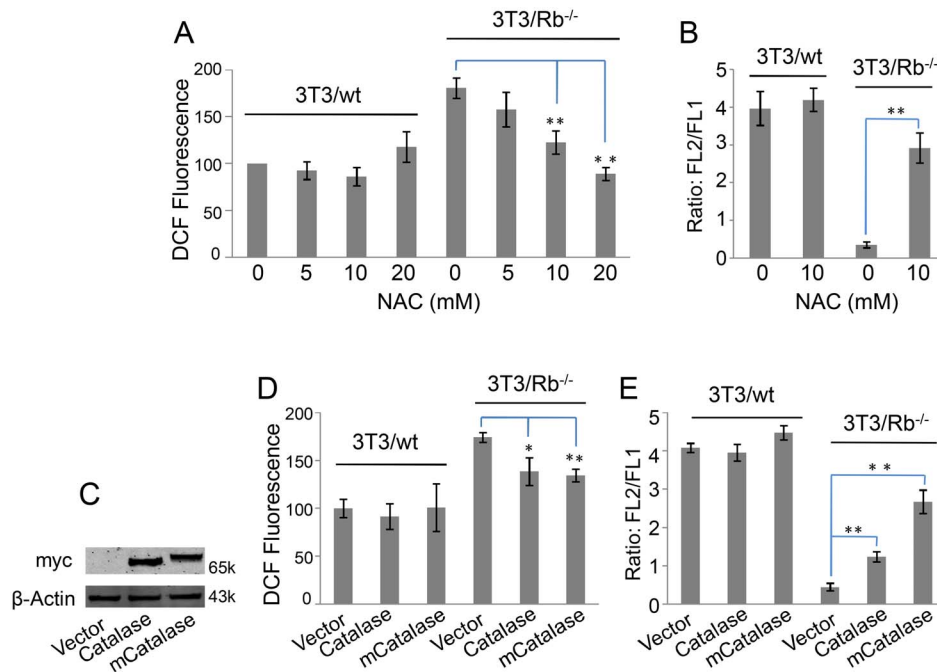 A
3T3/Rb-/-
3T3/wt
DCF Fluorescence
200
150
100
50
0
**
* *
0 5 10 20 0 5 10 20
NAC (mM)
B
3T3/wt
3T3/Rb-/-
Ratio: FL2/FL1
5
4
3
2
1
0
**
0 10 0 10
NAC (mM)
C
myc
65k
β-Actin
43k
Vector
Catalase
mCatalase
D
3T3/Rb-/-
3T3/wt
DCF Fluorescence
200
150
100
50
0
*
**
Vector
Catalase
mCatalase
Vector
Catalase
mCatalase
E
3T3/wt
3T3/Rb-/-
Ratio: FL2/FL1
5
4
3
2
1
0
* *
**
Vector
Catalase
mCatalase
Vector
Catalase
mCatalase